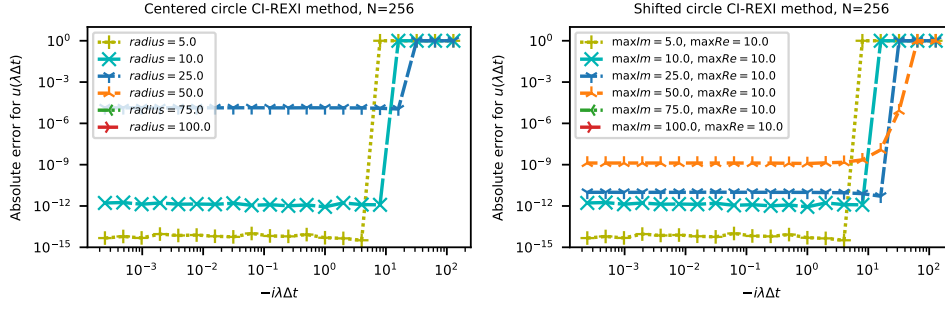 Centered circle CI-REXI method, N=256
Absolute error for u(λΔt)
10⁰
10⁻³
10⁻⁶
10⁻⁹
10⁻¹²
10⁻¹⁵
radius = 5.0
radius = 10.0
radius = 25.0
radius = 50.0
radius = 75.0
radius = 100.0
10⁻³ 10⁻² 10⁻¹ 10⁰ 10¹ 10²
−iλΔt
Shifted circle CI-REXI method, N=256
Absolute error for u(λΔt)
10⁰
10⁻³
10⁻⁶
10⁻⁹
10⁻¹²
10⁻¹⁵
maxIm = 5.0, maxRe = 10.0
maxIm = 10.0, maxRe = 10.0
maxIm = 25.0, maxRe = 10.0
maxIm = 50.0, maxRe = 10.0
maxIm = 75.0, maxRe = 10.0
maxIm = 100.0, maxRe = 10.0
10⁻³ 10⁻² 10⁻¹ 10⁰ 10¹ 10²
−iλΔt